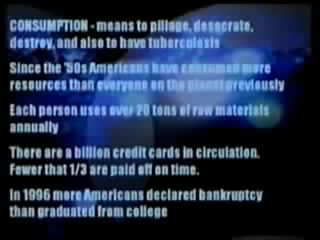 CONSUMPTION - means to pillage, desecrate,
destroy, and also to have tuberculosis
Since the '50s Americans have consumed more
resources than everyone on the planet previously
Each person uses over 20 tons of raw materials
annually
There are a billion credit cards in circulation.
Fewer that 1/3 are paid off on time.
In 1996 more Americans declared bankruptcy
than graduated from college